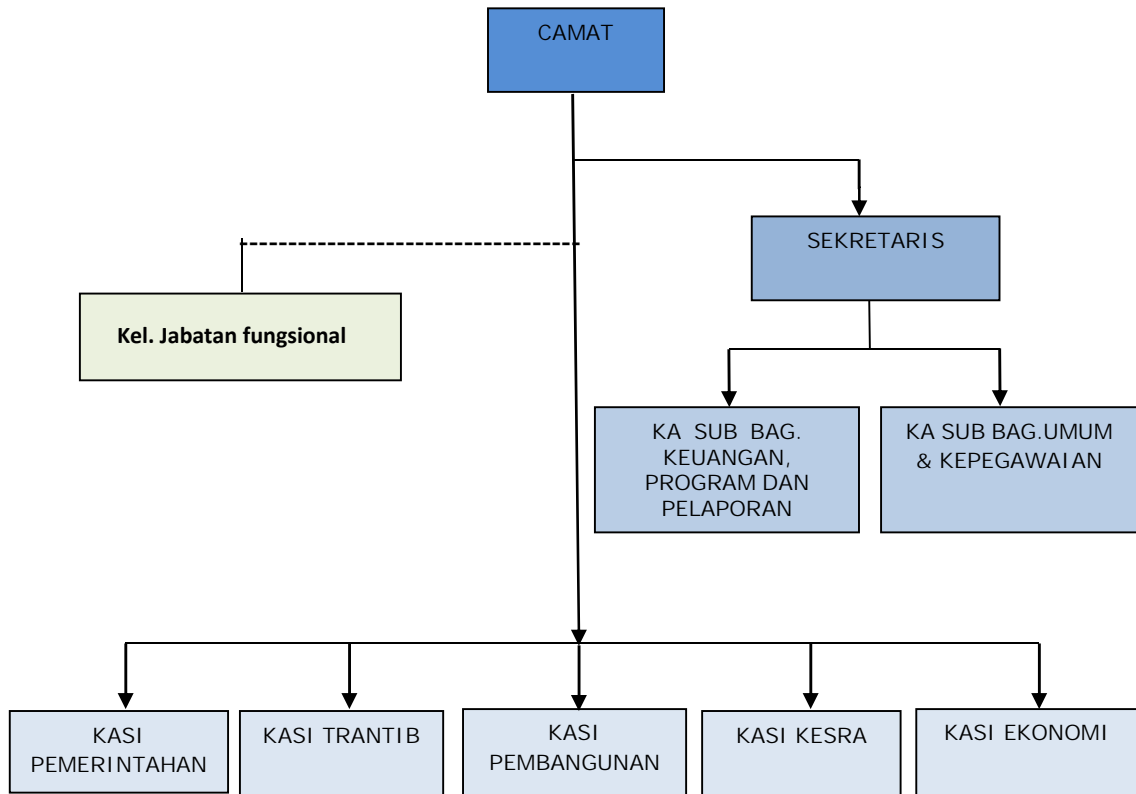 CAMAT
SEKRETARIS
Kel. Jabatan fungsional
KA SUB BAG.
KEUANGAN,
PROGRAM DAN
PELAPORAN
KA SUB BAG.UMUM
& KEPEGAWAIAN
KASI
PEMERINTAHAN
KASI TRANTIB
KASI
PEMBANGUNAN
KASI KESRA
KASI EKONOMI